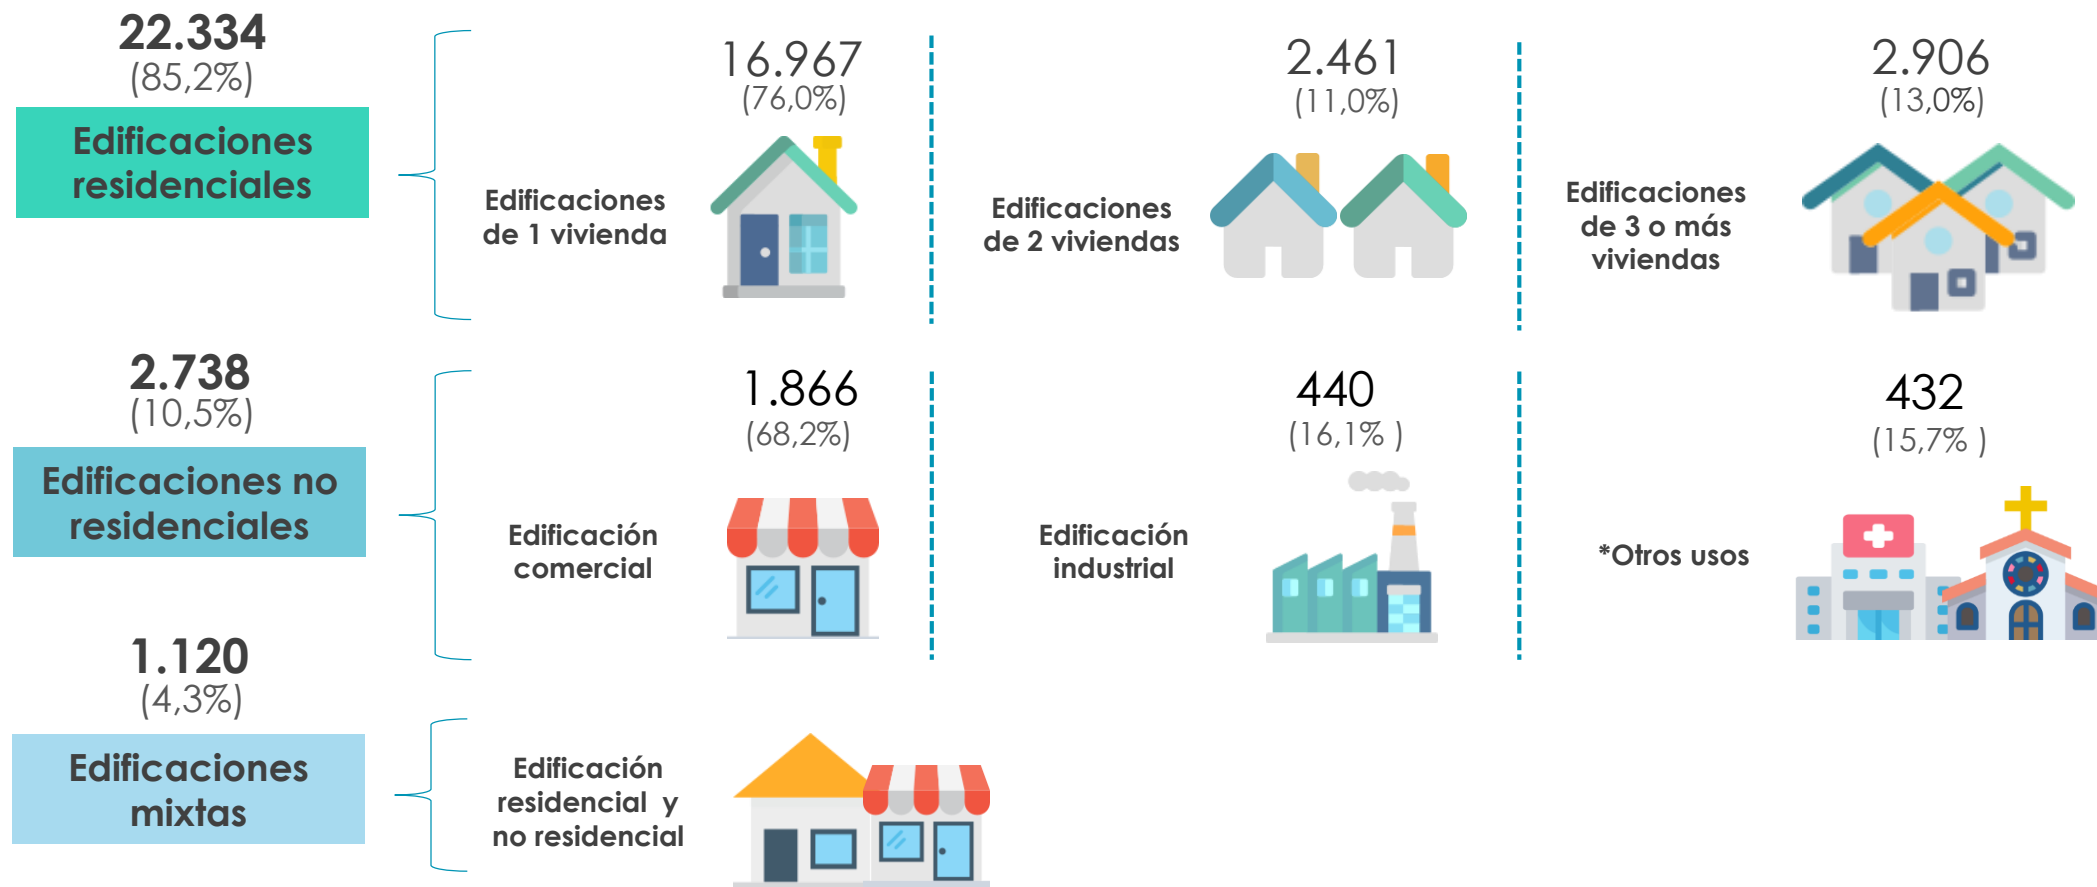 22.334
(85,2%)
Edificaciones
residenciales
16.967
(76,0%)
Edificaciones
de 1 vivienda
2.461
(11,0%)
Edificaciones
de 2 viviendas
2.906
(13,0%)
Edificaciones
de 3 o más
viviendas
2.738
(10,5%)
Edificaciones no
residenciales
1.866
(68,2%)
Edificación
comercial
440
(16,1% )
Edificación
industrial
432
(15,7% )
*Otros usos
1.120
(4,3%)
Edificaciones
mixtas
Edificación
residencial y
no residencial